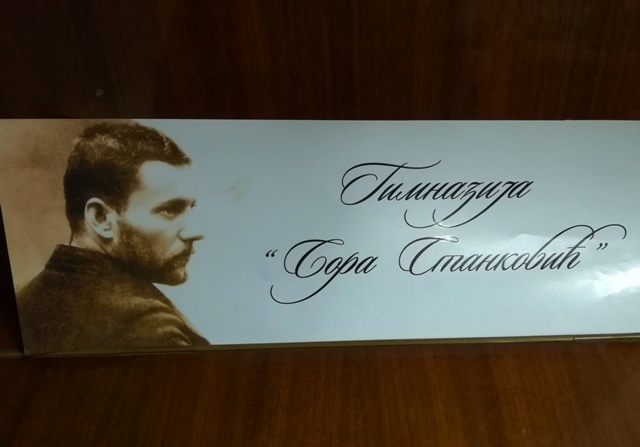 Гимназија
“Бора Станковић”